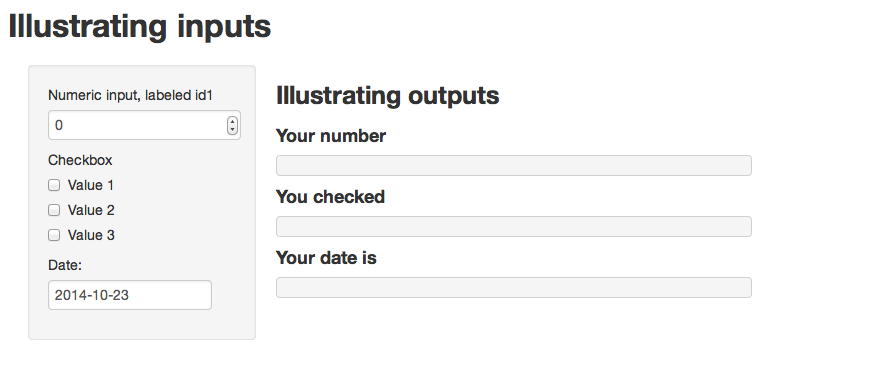 Illustrating inputs
Numeric input, labeled id1
0
Checkbox
Value 1
Value 2
Value 3
Date:
2014-10-23
Illustrating outputs
Your number
You checked
Your date is